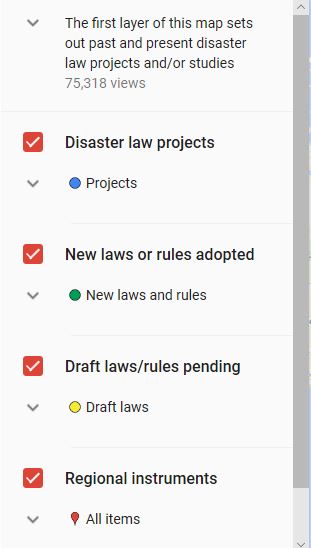 The first layer of this map sets
out past and present disaster
law projects and/or studies
75,318 views
Disaster law projects
Projects
New laws or rules adopted
New laws and rules
Draft laws/rules pending
Draft laws
Regional instruments
All items